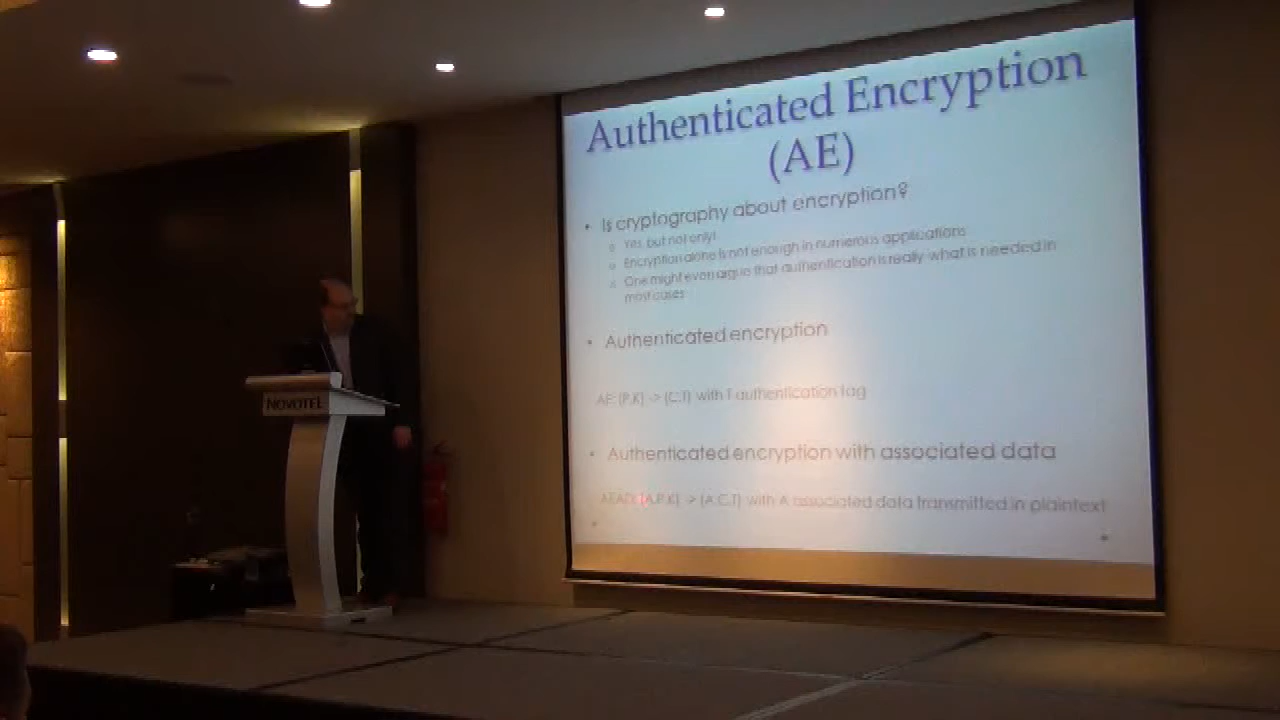 Authenticated Encryption
(AE)
• Is cryptography about encryption?
o Yes, but not only!
o Encryption alone is not enough in numerous applications
o One might even argue that authentication is really what is needed in
most cases
• Authenticated encryption
AE: (P,K) -> (C,T) with T authentication tag
• Authenticated encryption with associated data
AEAD: (A,P,K) -> (A,C,T) with A associated data transmitted in plaintext
NOVOTEL